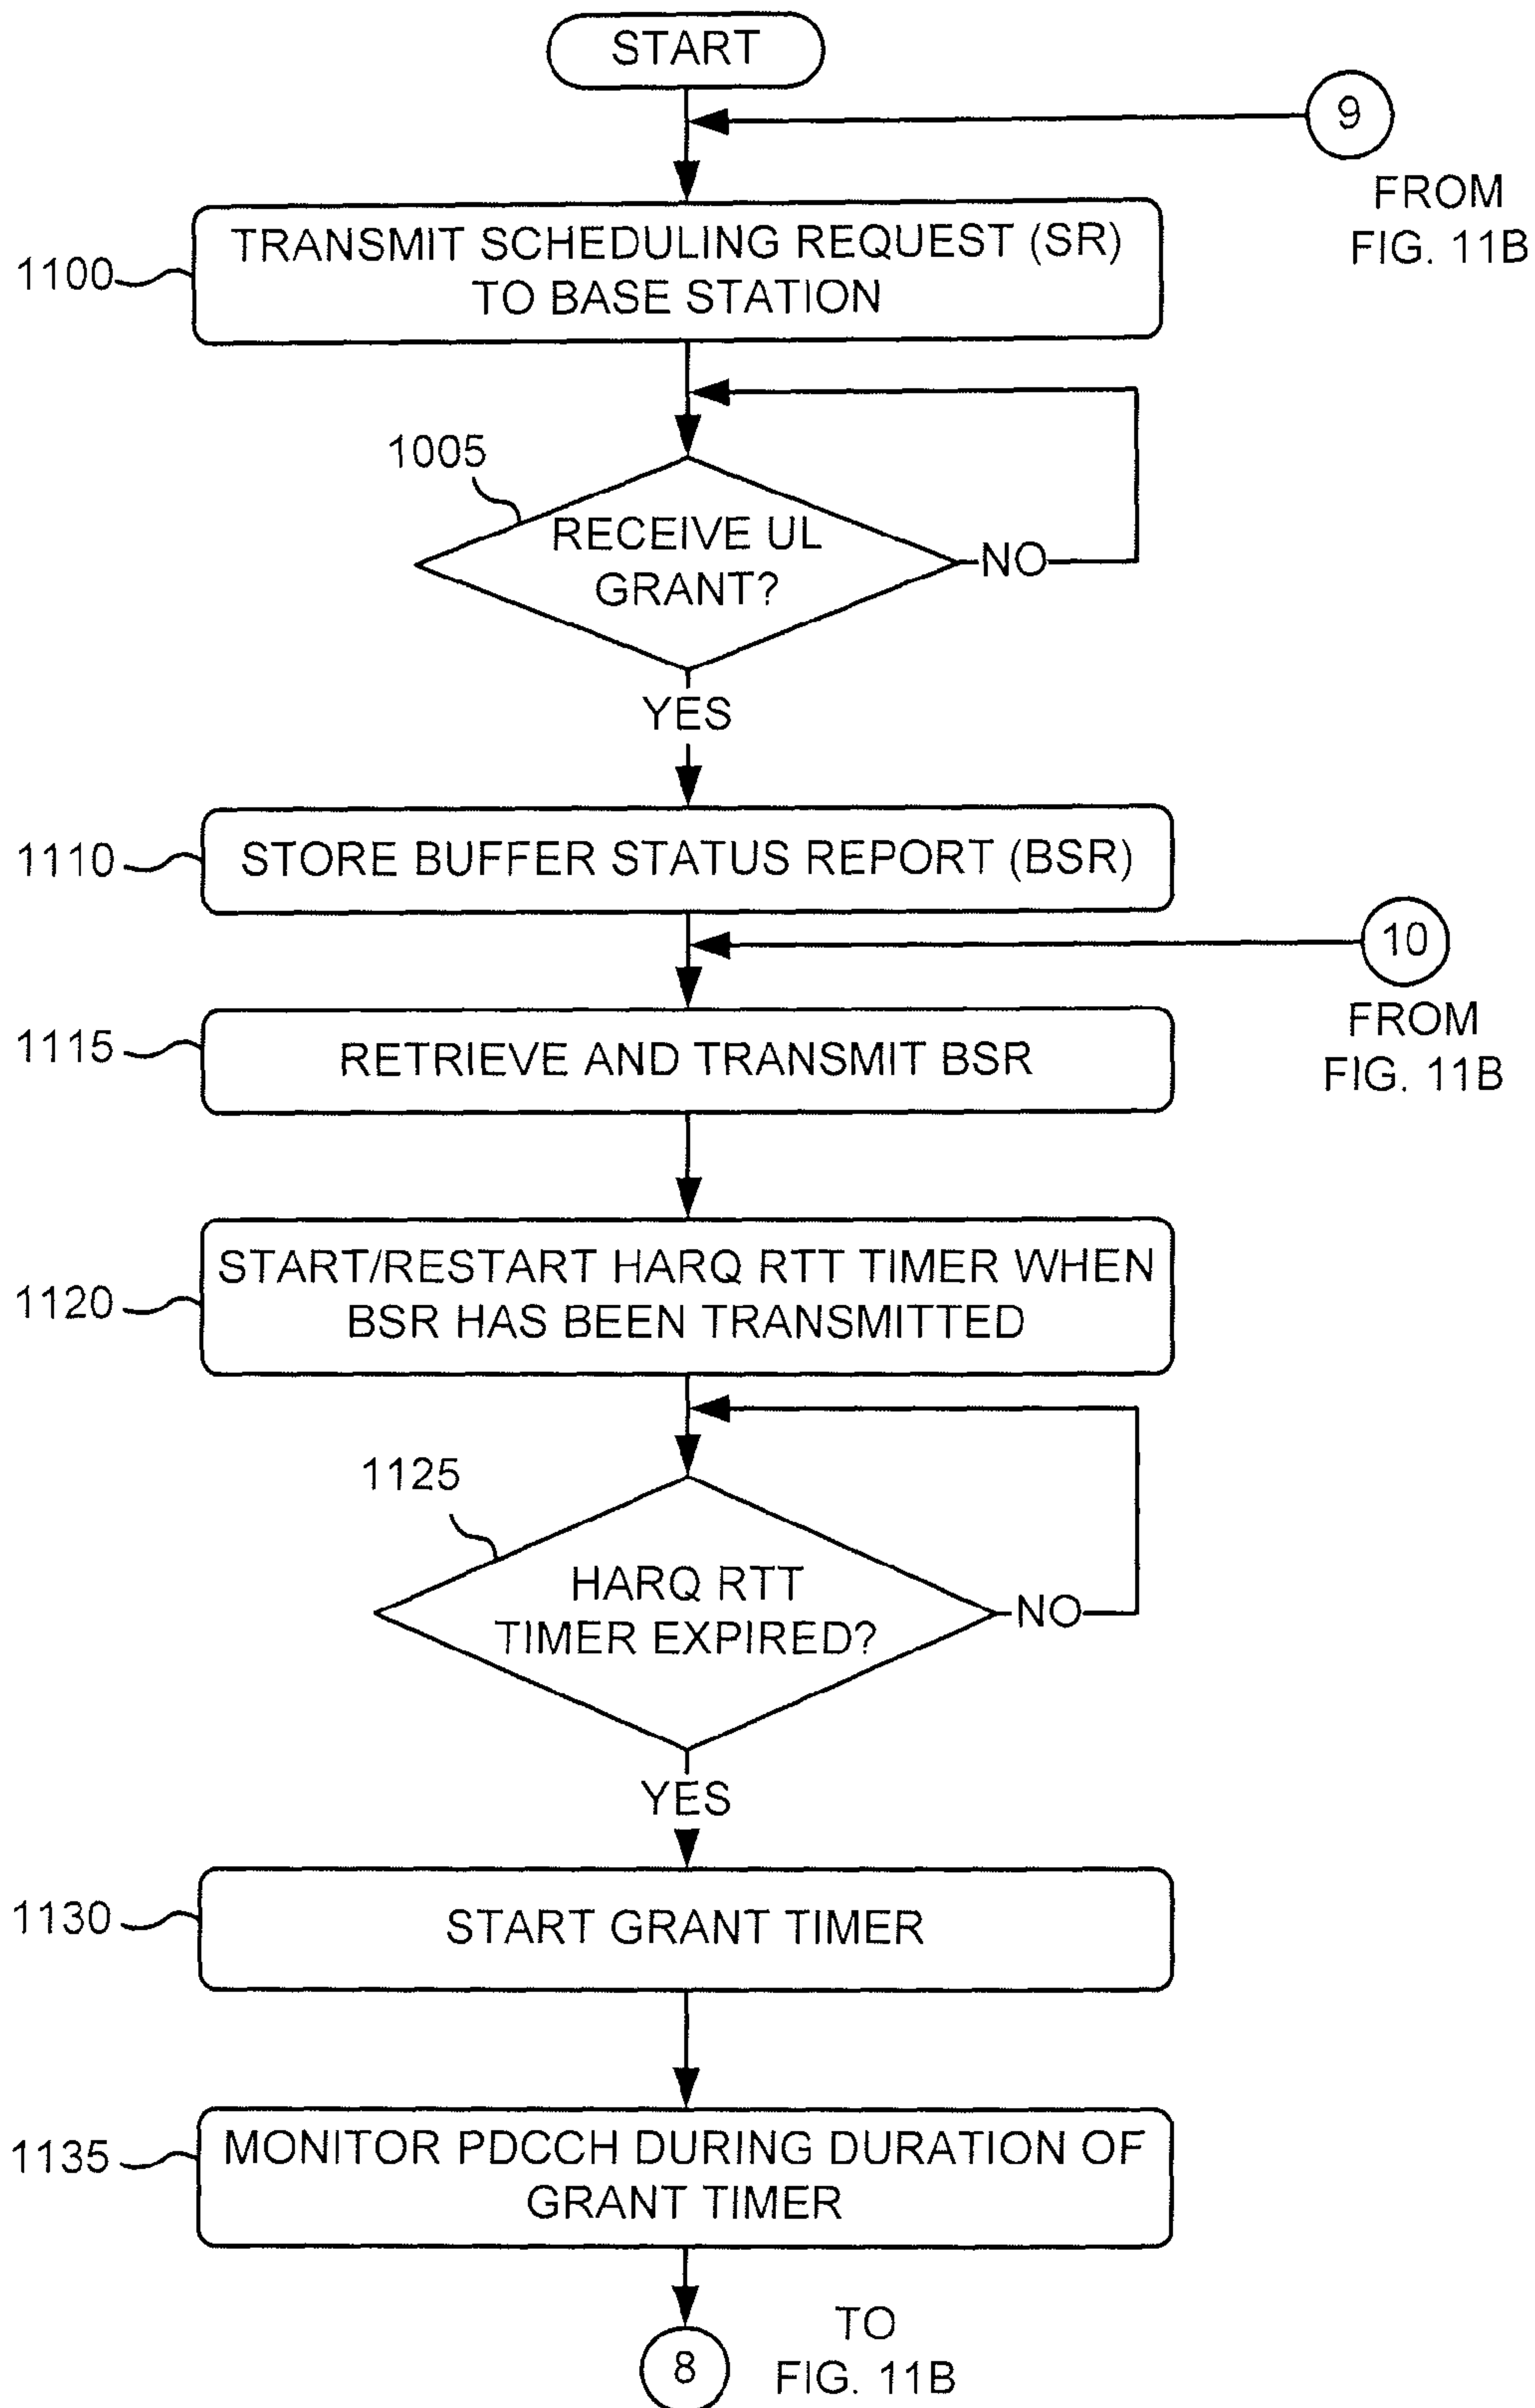 START
9
FROM
FIG. 11B
1100
TRANSMIT SCHEDULING REQUEST (SR)
TO BASE STATION
1005
RECEIVE UL
GRANT?
NO
YES
1110
STORE BUFFER STATUS REPORT (BSR)
10
FROM
FIG. 11B
1115
RETRIEVE AND TRANSMIT BSR
1120
START/RESTART HARQ RTT TIMER WHEN
BSR HAS BEEN TRANSMITTED
1125
HARQ RTT
TIMER EXPIRED?
NO
YES
1130
START GRANT TIMER
1135
MONITOR PDCCH DURING DURATION OF
GRANT TIMER
8
TO
FIG. 11B